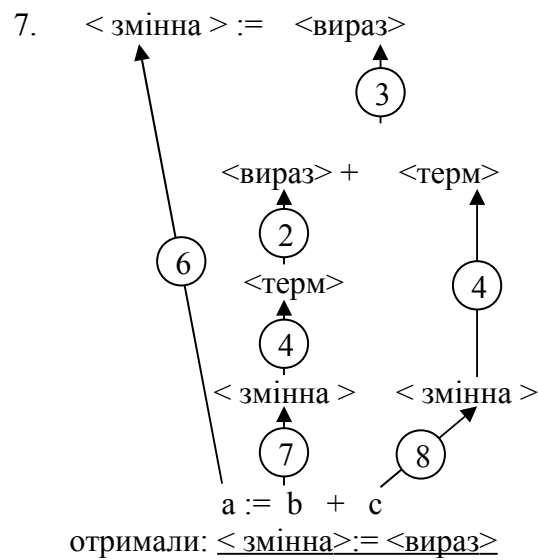 7. < змінна > := <вираз>
3
<вираз> + <терм>
2
6
<терм>
4
4
< змінна > < змінна >
7
8
a := b + c
отримали: < змінна>:= <вираз>